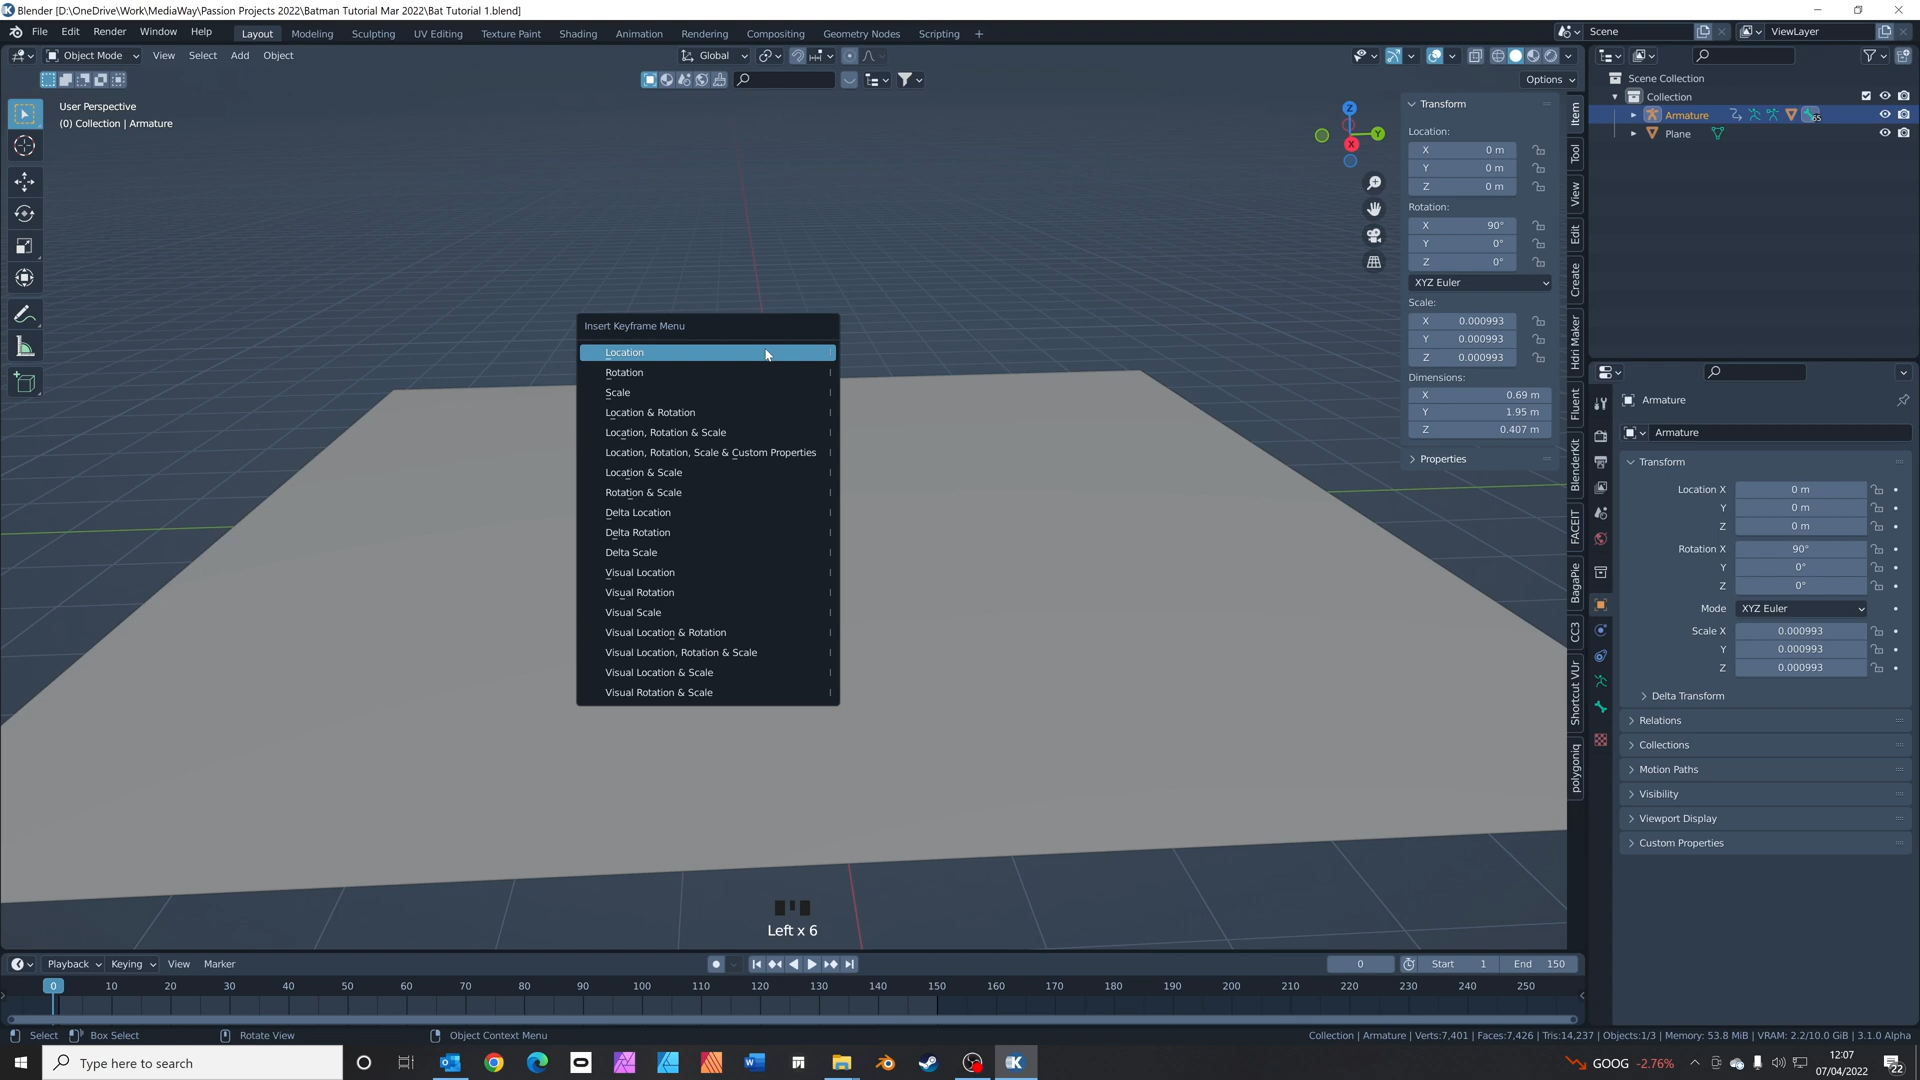 Blender [D:\OneDrive\Work\MediaWay\Passion Projects 2022\Batman Tutorial Mar 2022\Bat Tutorial 1.blend]
File Edit Render Window Help Layout Modeling Sculpting UV Editing Texture Paint Shading Animation Rendering Compositing Geometry Nodes Scripting + Scene ViewLayer
Object Mode View Select Add Object Global
Options
User Perspective
(0) Collection | Armature
Z
Y
X
Transform
Location:
X 0 m
Y 0 m
Z 0 m
Rotation:
X 90°
Y 0°
Z 0°
XYZ Euler
Scale:
X 0.000993
Y 0.000993
Z 0.000993
Dimensions:
X 0.69 m
Y 1.95 m
Z 0.407 m
Properties
Item
Tool
View
Edit
Create
Hdri Maker
Fluent
BlenderKit
FACEIT
BagaPie
CC3
Shortcut VUr
polygoniq
Scene Collection
Collection
Armature 65
Plane
Insert Keyframe Menu
Location I
Rotation I
Scale I
Location & Rotation I
Location, Rotation & Scale I
Location, Rotation, Scale & Custom Properties I
Location & Scale I
Rotation & Scale I
Delta Location I
Delta Rotation I
Delta Scale I
Visual Location I
Visual Rotation I
Visual Scale I
Visual Location & Rotation I
Visual Location, Rotation & Scale I
Visual Location & Scale I
Visual Rotation & Scale I
Left x 6
Armature
Armature
Transform
Location X 0 m
Y 0 m
Z 0 m
Rotation X 90°
Y 0°
Z 0°
Mode XYZ Euler
Scale X 0.000993
Y 0.000993
Z 0.000993
Delta Transform
Relations
Collections
Motion Paths
Visibility
Viewport Display
Custom Properties
Playback Keying View Marker 0 Start 1 End 150
0 10 20 30 40 50 60 70 80 90 100 110 120 130 140 150 160 170 180 190 200 210 220 230 240 250
Select Box Select Rotate View Object Context Menu Collection | Armature | Verts:7,401 | Faces:7,426 | Tris:14,237 | Objects:1/3 | Memory: 53.8 MiB | VRAM: 2.2/10.0 GiB | 3.1.0 Alpha
Type here to search GOOG -2.76% 12:07
07/04/2022 22